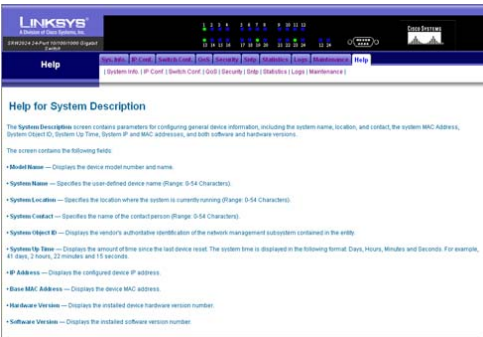 LINKSYS®
A Division of Cisco Systems, Inc.
SRW2024 24-Port 10/100/1000 Gigabit Switch
CISCO SYSTEMS
Help
Sys. Info. IP Conf. Switch Conf. QoS Security Sntp Statistics Logs Maintenance Help
| System Info. | IP Conf | Switch Conf. | QoS | Security | Sntp | Statistics | Logs | Maintenance |
Help for System Description
The System Description screen contains parameters for configuring general device information, including the system name, location, and contact, the system MAC Address,
System Object ID, System Up Time, System IP and MAC addresses, and both software and hardware versions.
The screen contains the following fields:
• Model Name — Displays the device model number and name.
• System Name — Specifies the user-defined device name (Range: 0-54 Characters).
• System Location — Specifies the location where the system is currently running (Range: 0-54 Characters).
• System Contact — Specifies the name of the contact person (Range: 0-54 Characters).
• System Object ID — Displays the vendor's authoritative identification of the network management subsystem contained in the entity.
• System Up Time — Displays the amount of time since the last device reset. The system time is displayed in the following format: Days, Hours, Minutes and Seconds. For example,
41 days, 2 hours, 22 minutes and 15 seconds.
• IP Address — Displays the configured device IP address.
• Base MAC Address — Displays the device MAC address.
• Hardware Version — Displays the installed device hardware version number.
• Software Version — Displays the installed software version number.